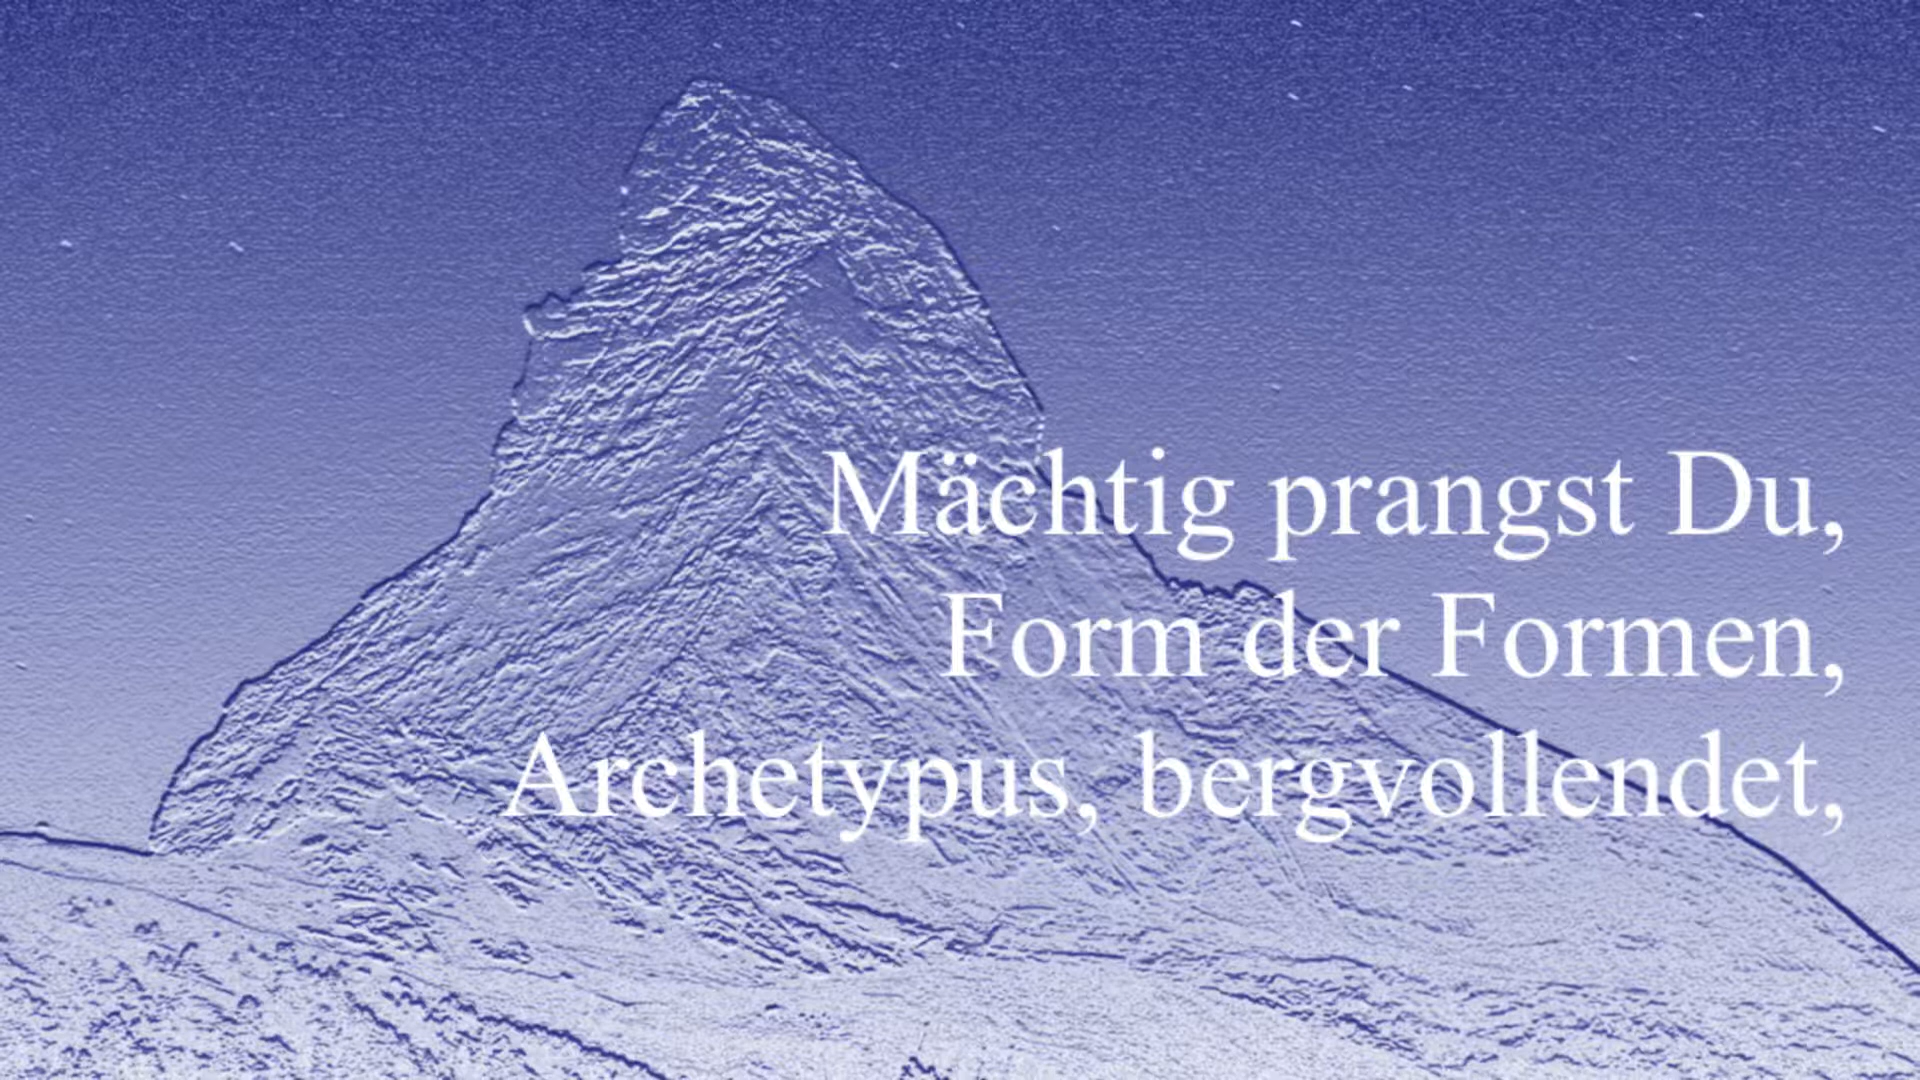 Mächtig prangst Du,
Form der Formen,
Archetypus, bergvollendet,